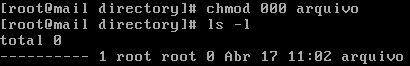 [root@mail directory]# chmod 000 arquivo
[root@mail directory]# ls -l
total 0
---------- 1 root root 0 Abr 17 11:02 arquivo